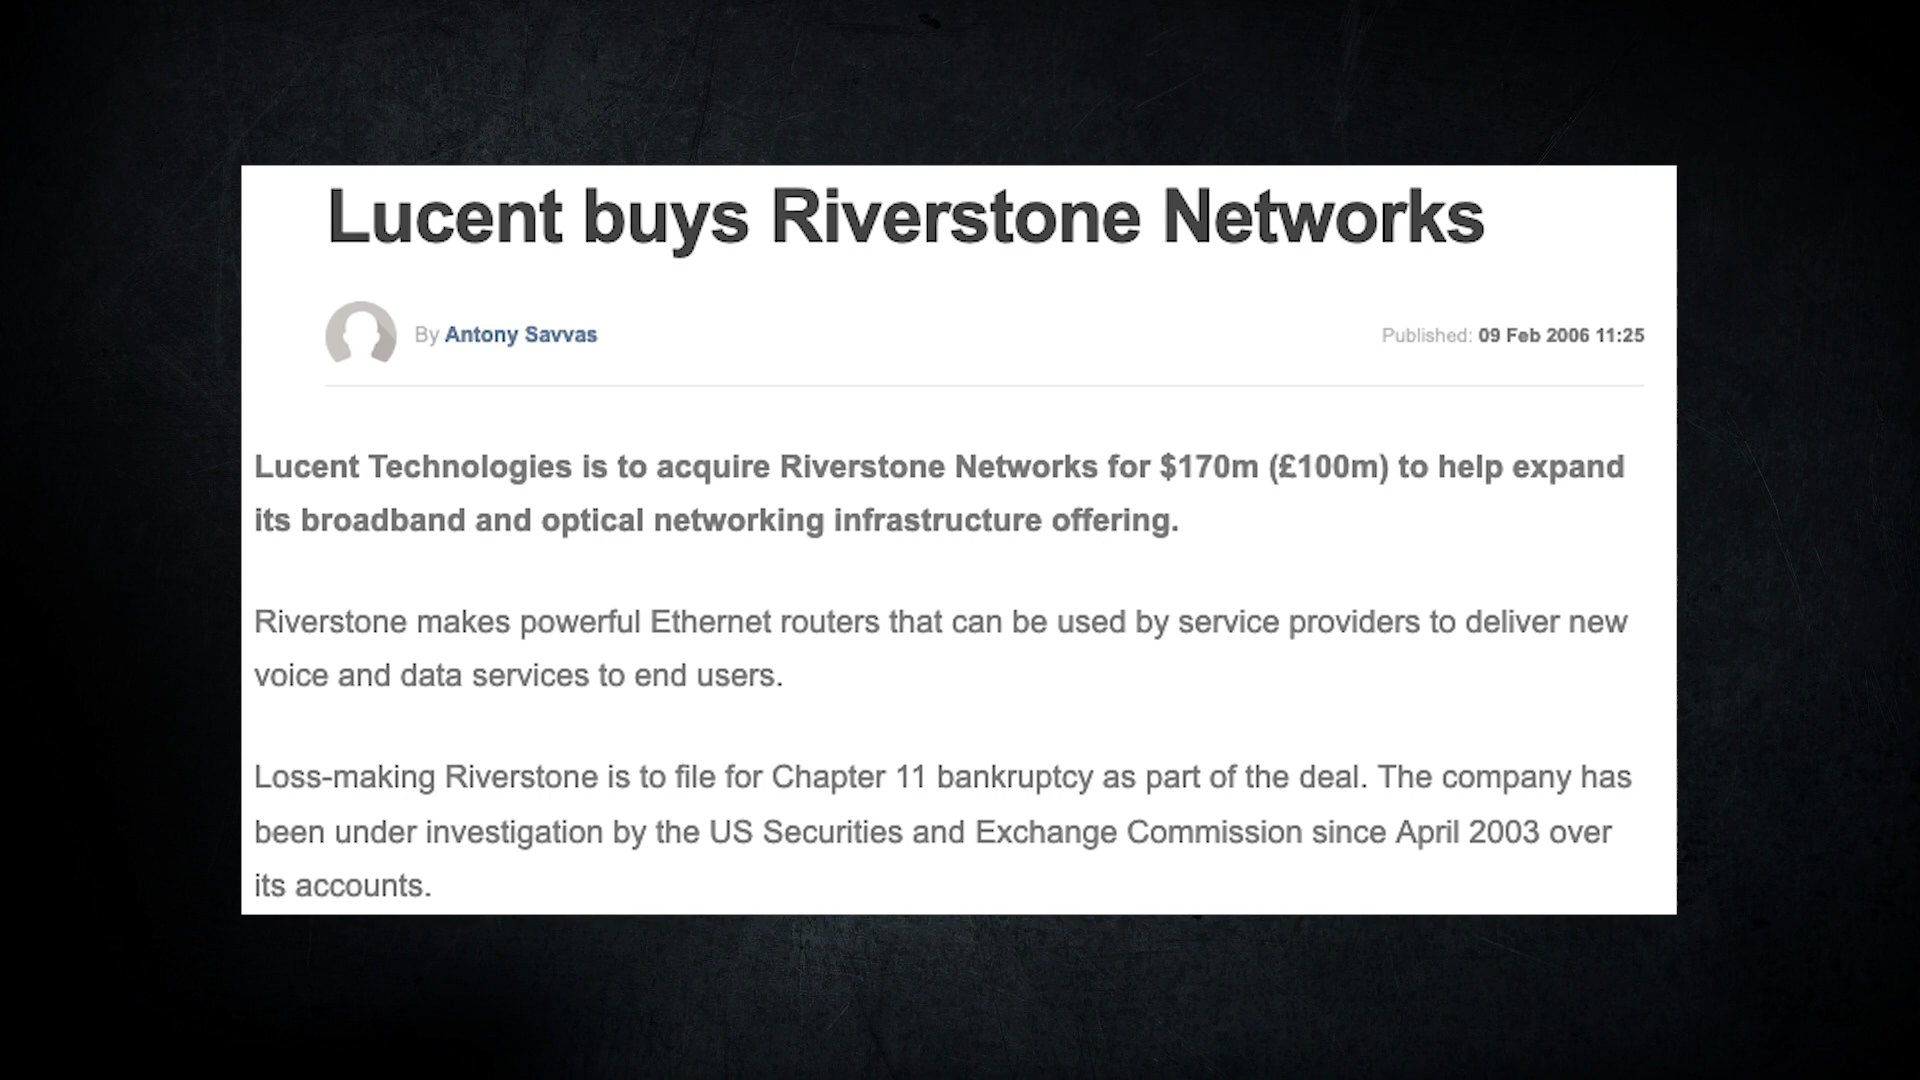 Lucent buys Riverstone Networks
By Antony Savvas
Published: 09 Feb 2006 11:25
Lucent Technologies is to acquire Riverstone Networks for $170m (£100m) to help expand
its broadband and optical networking infrastructure offering.
Riverstone makes powerful Ethernet routers that can be used by service providers to deliver new
voice and data services to end users.
Loss-making Riverstone is to file for Chapter 11 bankruptcy as part of the deal. The company has
been under investigation by the US Securities and Exchange Commission since April 2003 over
its accounts.